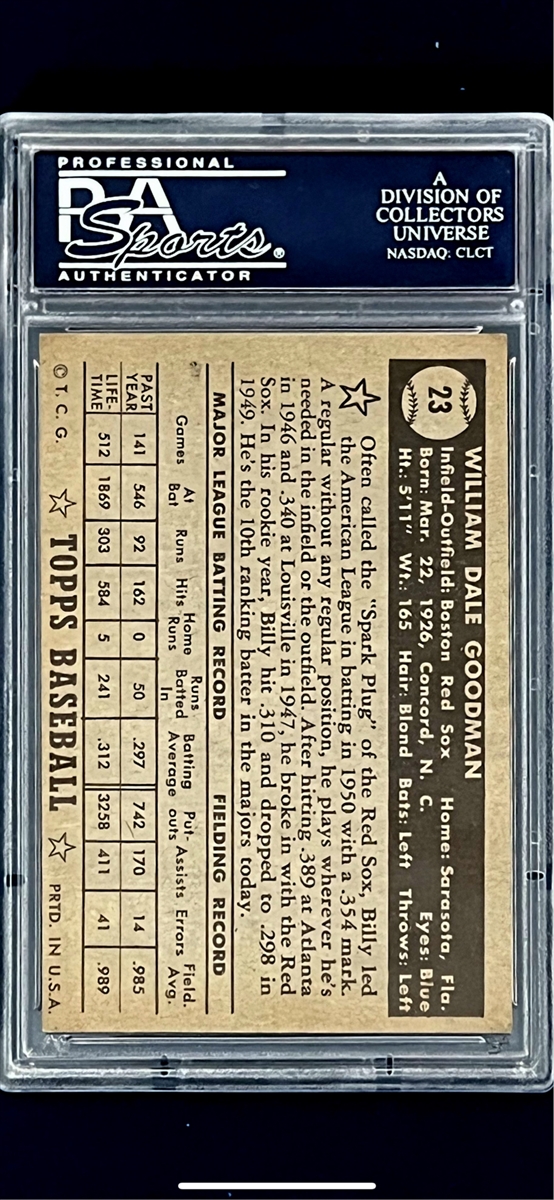 PROFESSIONAL
PSA
Sports®
AUTHENTICATOR
A
DIVISION OF
COLLECTORS
UNIVERSE
NASDAQ: CLCT
23
WILLIAM DALE GOODMAN
Infield-Outfield: Boston Red Sox Home: Sarasota, Fla.
Born: Mar. 22, 1926, Concord, N. C. Eyes: Blue
Ht.: 5'11" Wt.: 165 Hair: Blond Bats: Left Throws: Left
Often called the "Spark Plug" of the Red Sox, Billy led
the American League in batting in 1950 with a .354 mark.
A regular without any regular position, he plays wherever he's
needed in the infield or the outfield. After hitting .389 at Atlanta
in 1946 and .340 at Louisville in 1947, he broke in with the Red
Sox. In his rookie year, Billy hit .310 and dropped to .298 in
1949. He's the 10th ranking batter in the majors today.
MAJOR LEAGUE BATTING RECORD FIELDING RECORD
Games At Bat Runs Hits Home Runs Runs Batted In Batting Average Put-outs Assists Errors Field. Avg.
PAST YEAR 141 546 92 162 0 50 .297 742 170 14 .985
LIFE-TIME 512 1869 303 584 5 241 .312 3258 411 41 .989
© T. C. G. ☆ TOPPS BASEBALL ☆ PRTD. IN U.S.A.